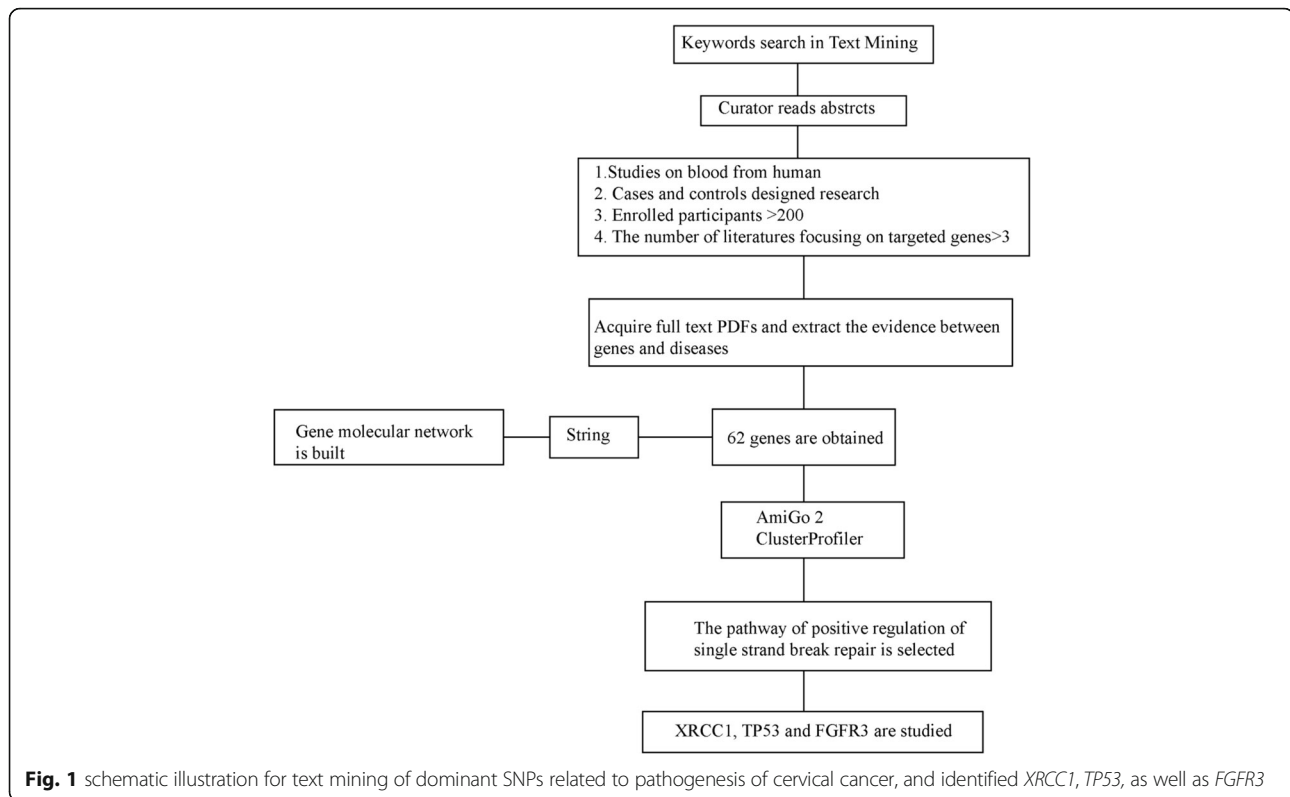 Keywords search in Text Mining
Curator reads abstrcts
1.Studies on blood from human
2. Cases and controls designed research
3. Enrolled participants >200
4. The number of literatures focusing on targeted genes>3
Acquire full text PDFs and extract the evidence between
genes and diseases
Gene molecular network
is built
String
62 genes are obtained
AmiGo 2
ClusterProfiler
The pathway of positive regulation of
single strand break repair is selected
XRCC1, TP53 and FGFR3 are studied
Fig. 1 schematic illustration for text mining of dominant SNPs related to pathogenesis of cervical cancer, and identified XRCC1, TP53, as well as FGFR3